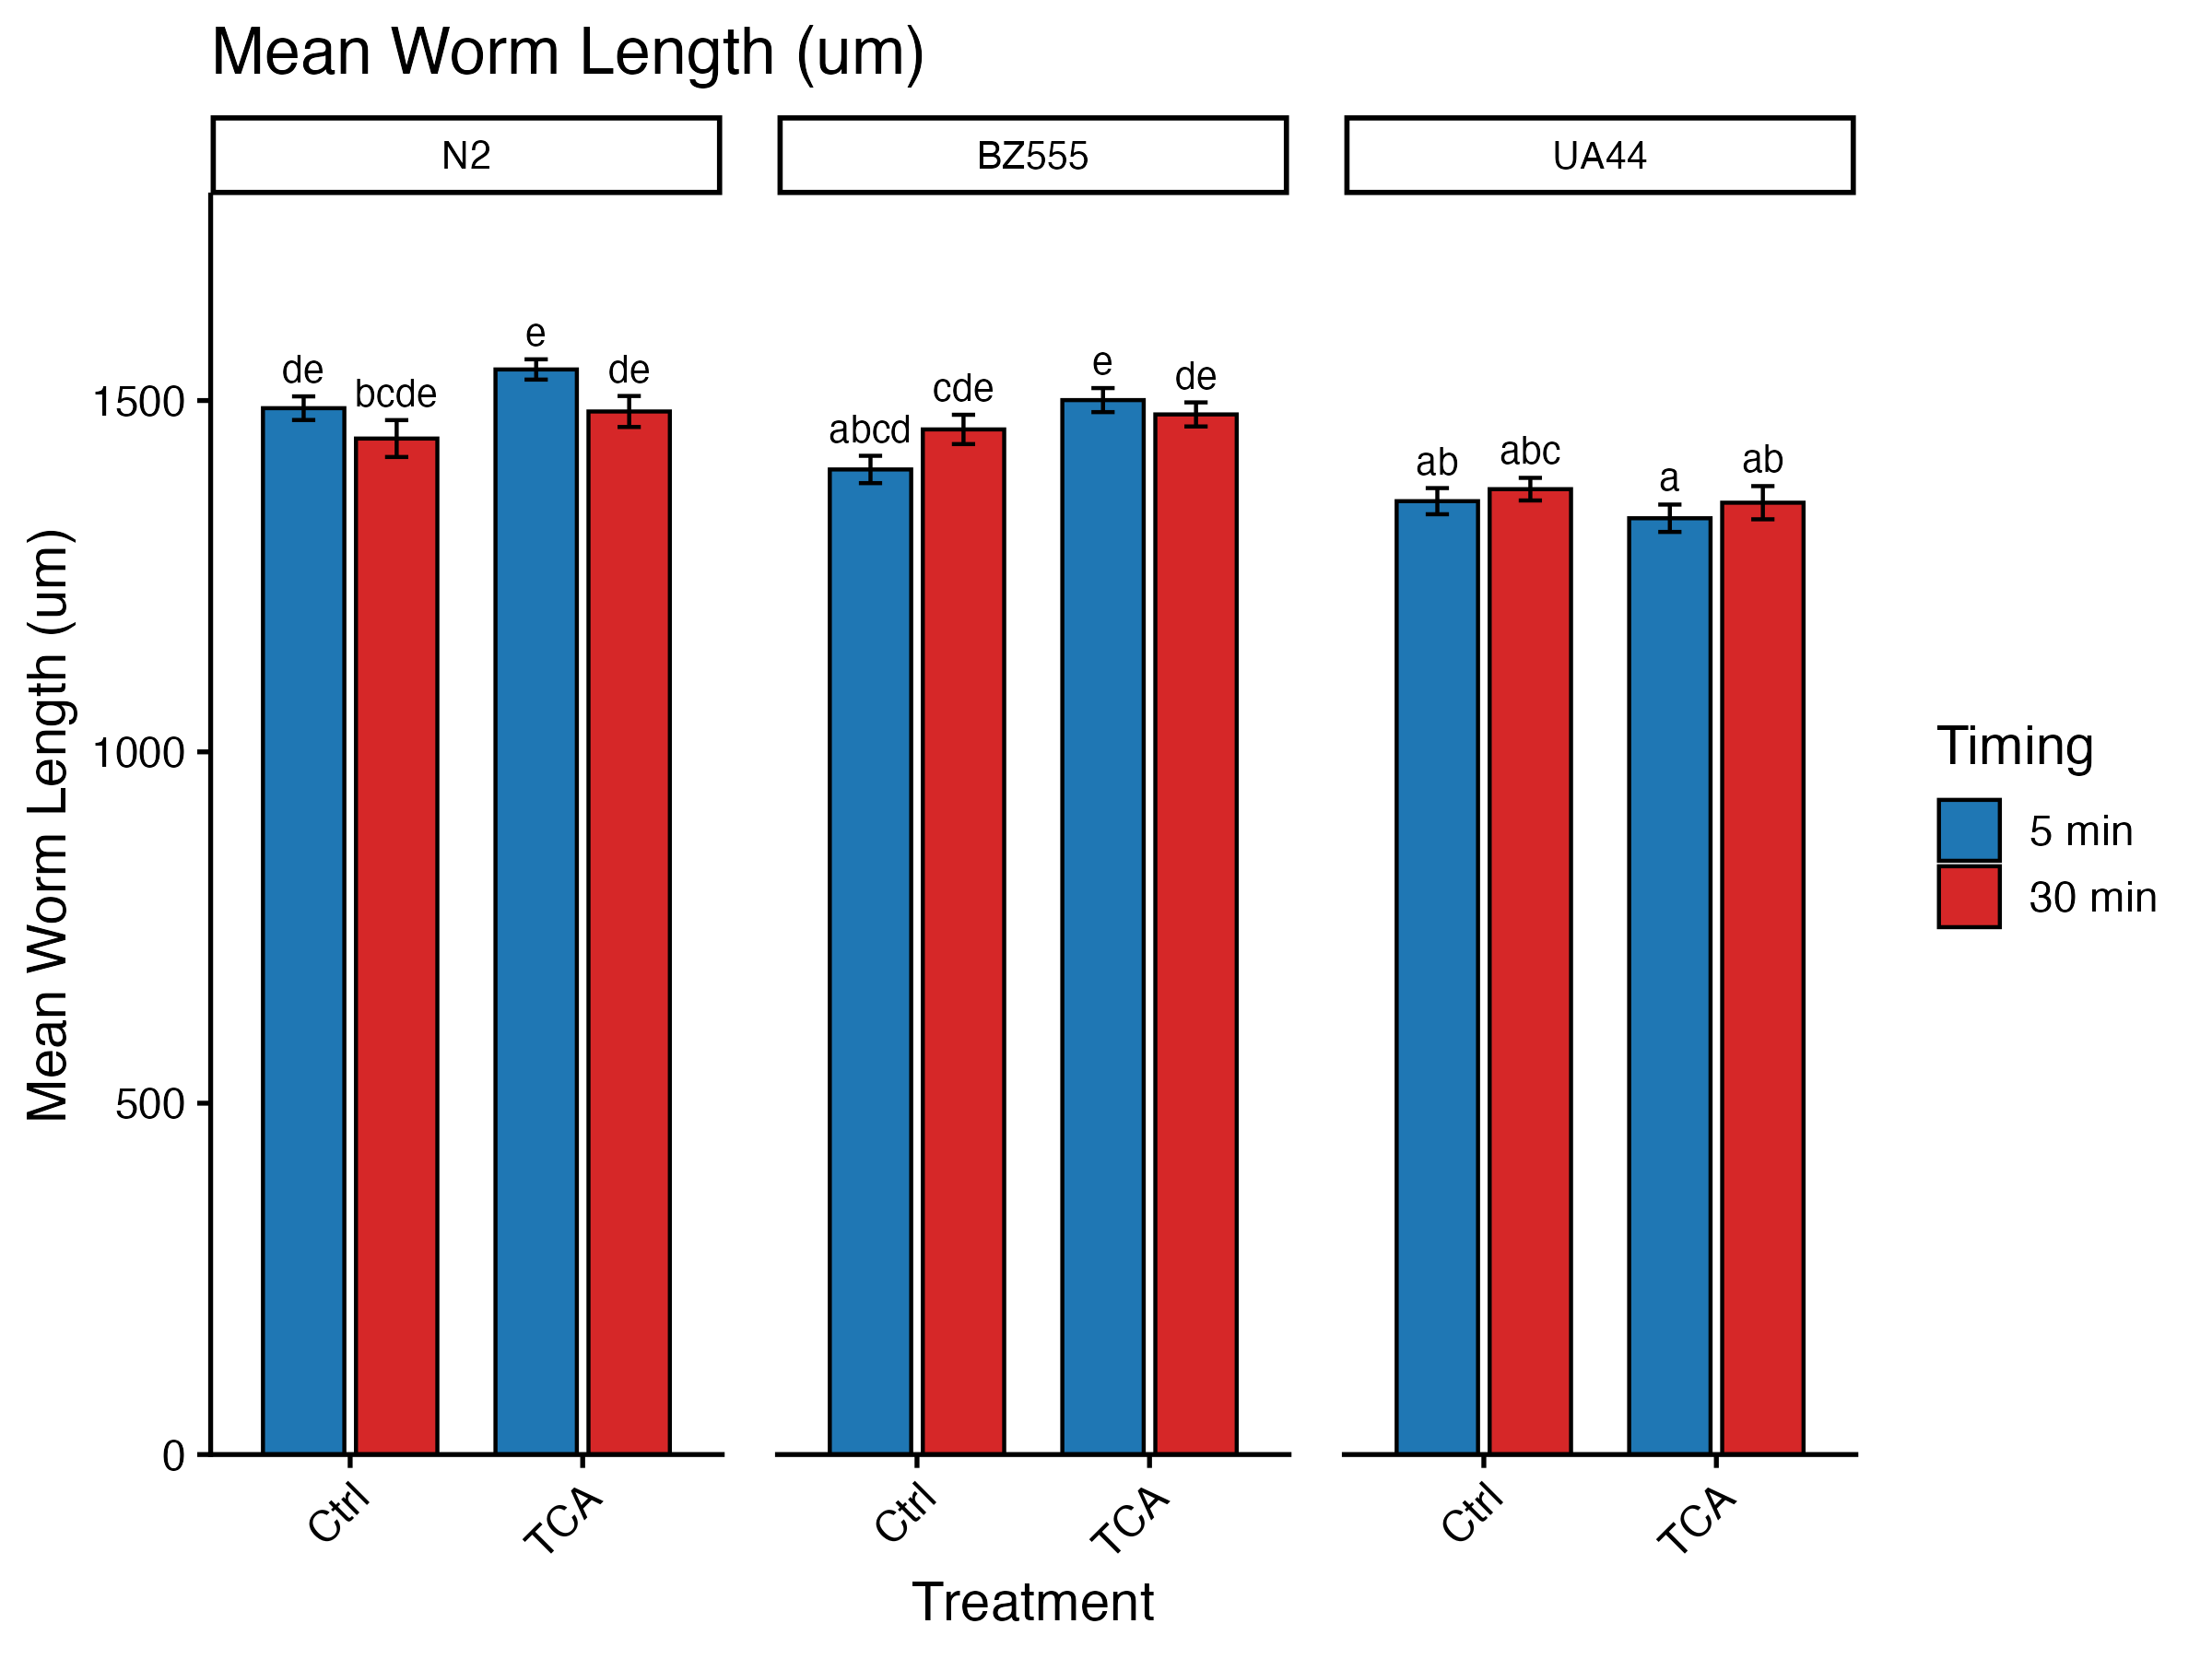 Mean Worm Length (um)
N2
BZ555
UA44
de
bcde
e
de
abcd
cde
e
de
ab
abc
a
ab
1500
1000
500
0
Mean Worm Length (um)
Ctrl
TCA
Ctrl
TCA
Ctrl
TCA
Treatment
Timing
5 min
30 min